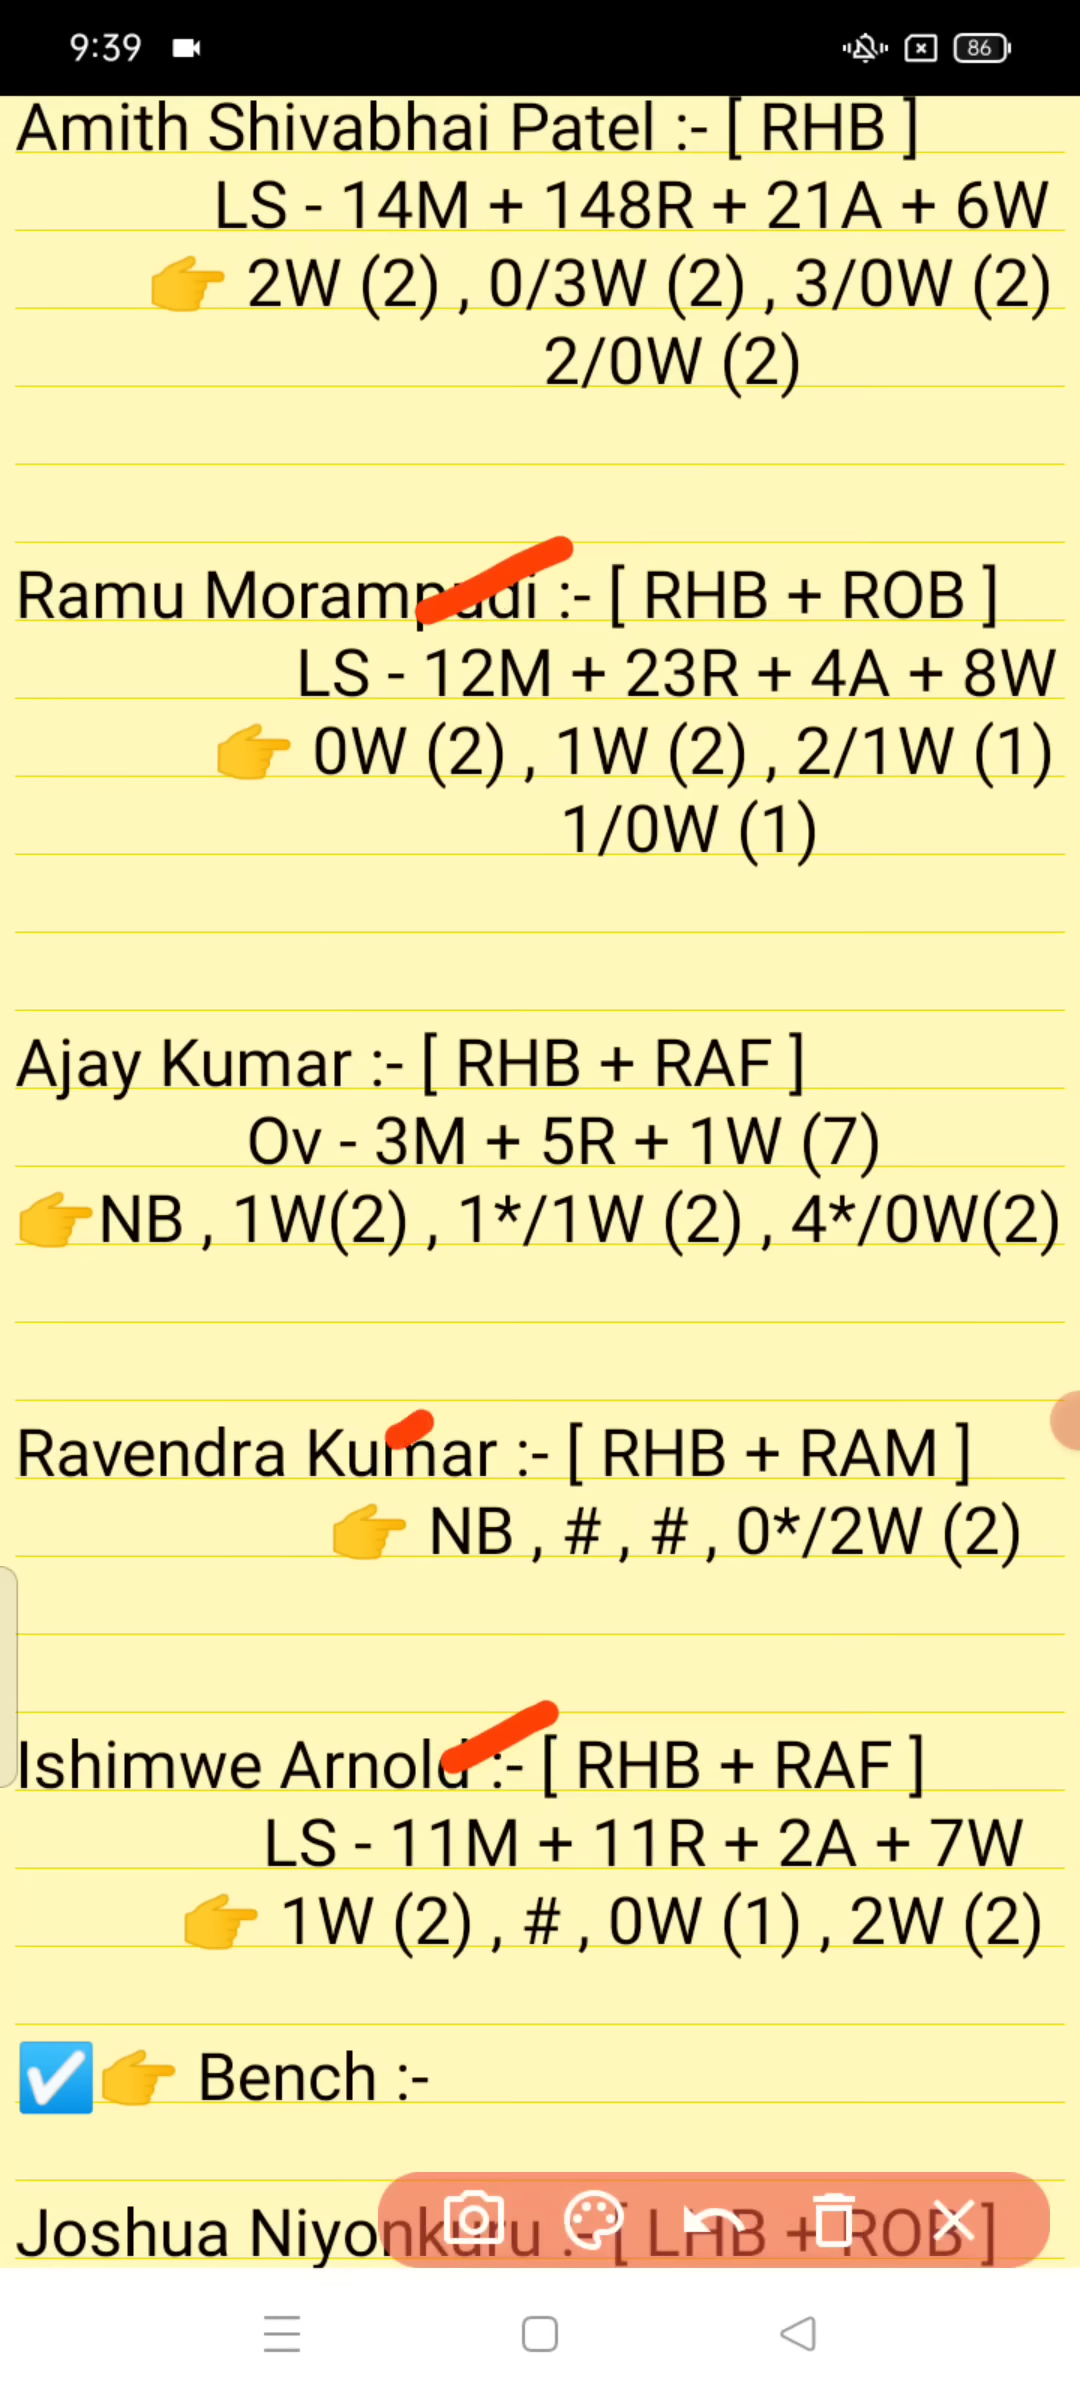 9:39
86
Amith Shivabhai Patel :- [ RHB ]
LS - 14M + 148R + 21A + 6W
👉 2W (2) , 0/3W (2) , 3/0W (2)
2/0W (2)
Ramu Morampudi :- [ RHB + ROB ]
LS - 12M + 23R + 4A + 8W
👉 0W (2) , 1W (2) , 2/1W (1)
1/0W (1)
Ajay Kumar :- [ RHB + RAF ]
Ov - 3M + 5R + 1W (7)
👉NB , 1W(2) , 1*/1W (2) , 4*/0W(2)
Ravendra Kumar :- [ RHB + RAM ]
👉 NB , # , # , 0*/2W (2)
Ishimwe Arnold :- [ RHB + RAF ]
LS - 11M + 11R + 2A + 7W
👉 1W (2) , # , 0W (1) , 2W (2)
☑👉 Bench :-
Joshua Niyonkuru :- [ LHB + ROB ]